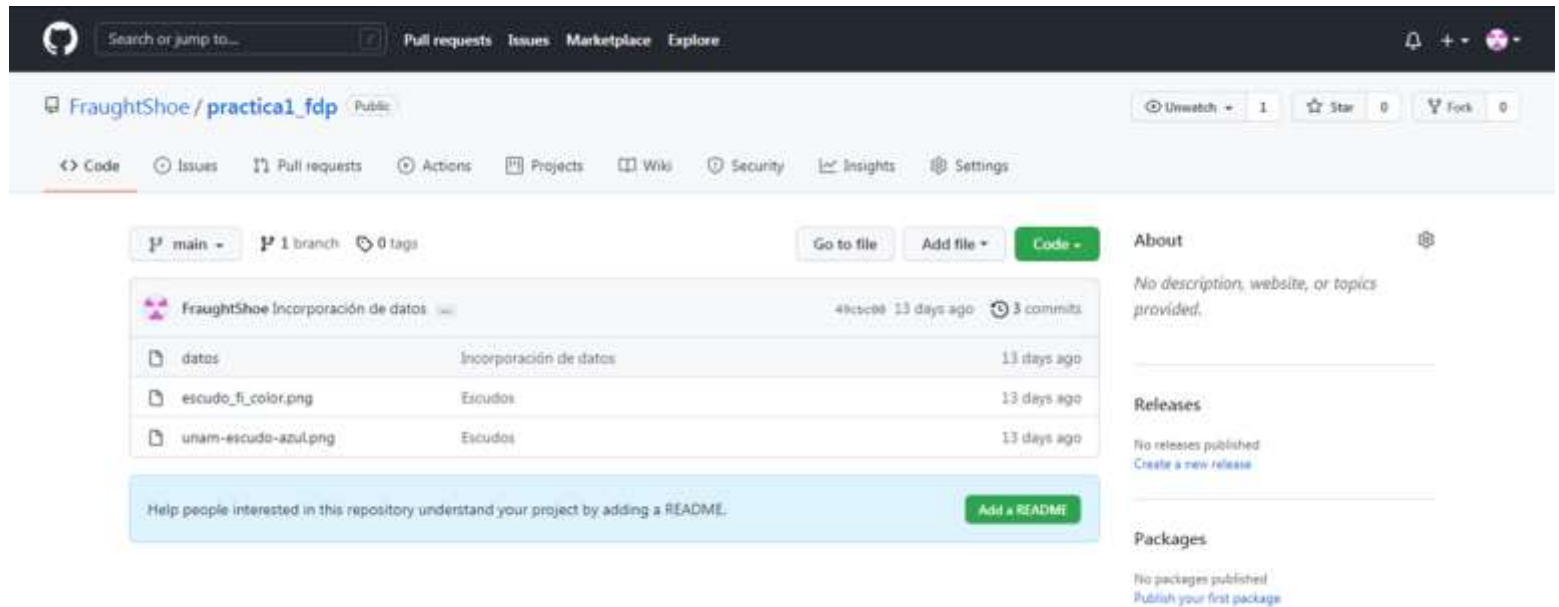 Search or jump to... /
Pull requests Issues Marketplace Explore
FraughtShoe / practica1_fdp Public
Unwatch 1 Star 0 Fork 0
<> Code Issues Pull requests Actions Projects Wiki Security Insights Settings
main 1 branch 0 tags Go to file Add file Code
FraughtShoe Incorporación de datos ... 13 days ago 3 commits
datos Incorporación de datos 13 days ago
escudo_fi_color.png Escudos 13 days ago
unam-escudo-azul.png Escudos 13 days ago
Help people interested in this repository understand your project by adding a README. Add a README
About
No description, website, or topics
provided.
Releases
No releases published
Create a new release
Packages
No packages published
Publish your first package